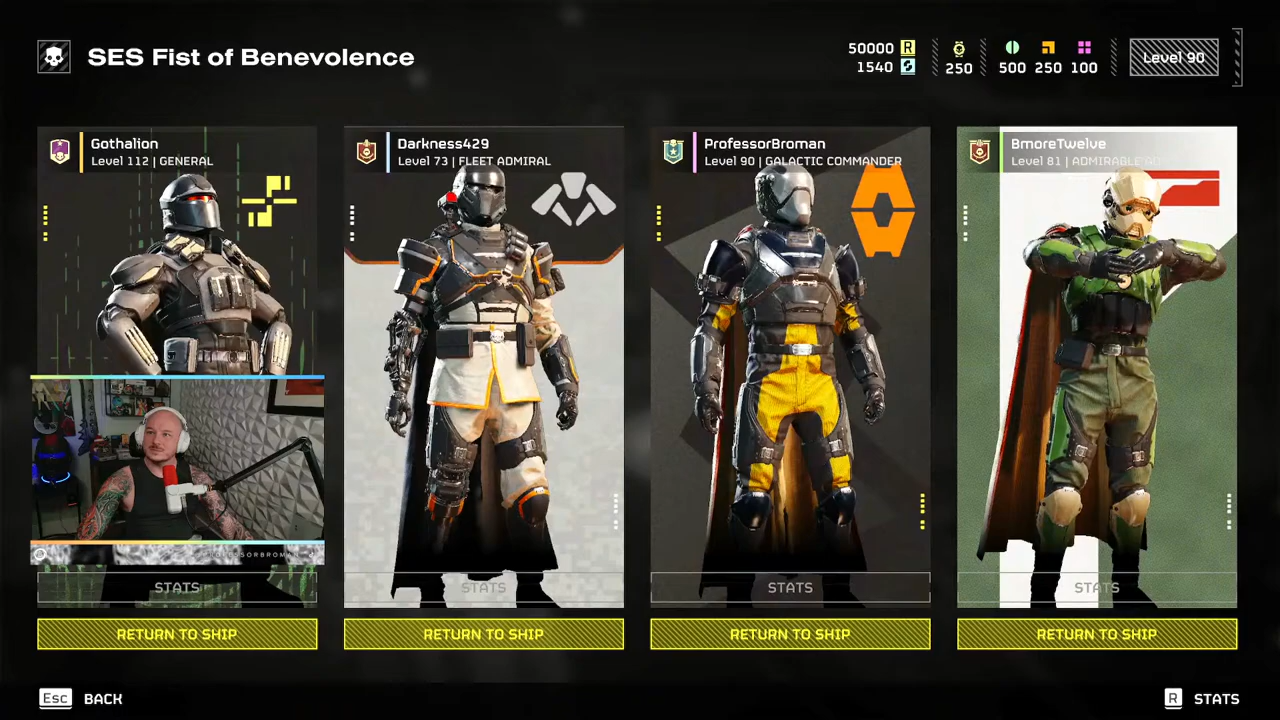 SES Fist of Benevolence
50000 R
1540
250
500 250 100
Level 90
Gothalion
Level 112 | GENERAL
Darkness429
Level 73 | FLEET ADMIRAL
ProfessorBroman
Level 90 | GALACTIC COMMANDER
BmoreTwelve
Level 81 | ADMIRABLE
STATS
STATS
STATS
STATS
RETURN TO SHIP
RETURN TO SHIP
RETURN TO SHIP
RETURN TO SHIP
Esc BACK
R STATS